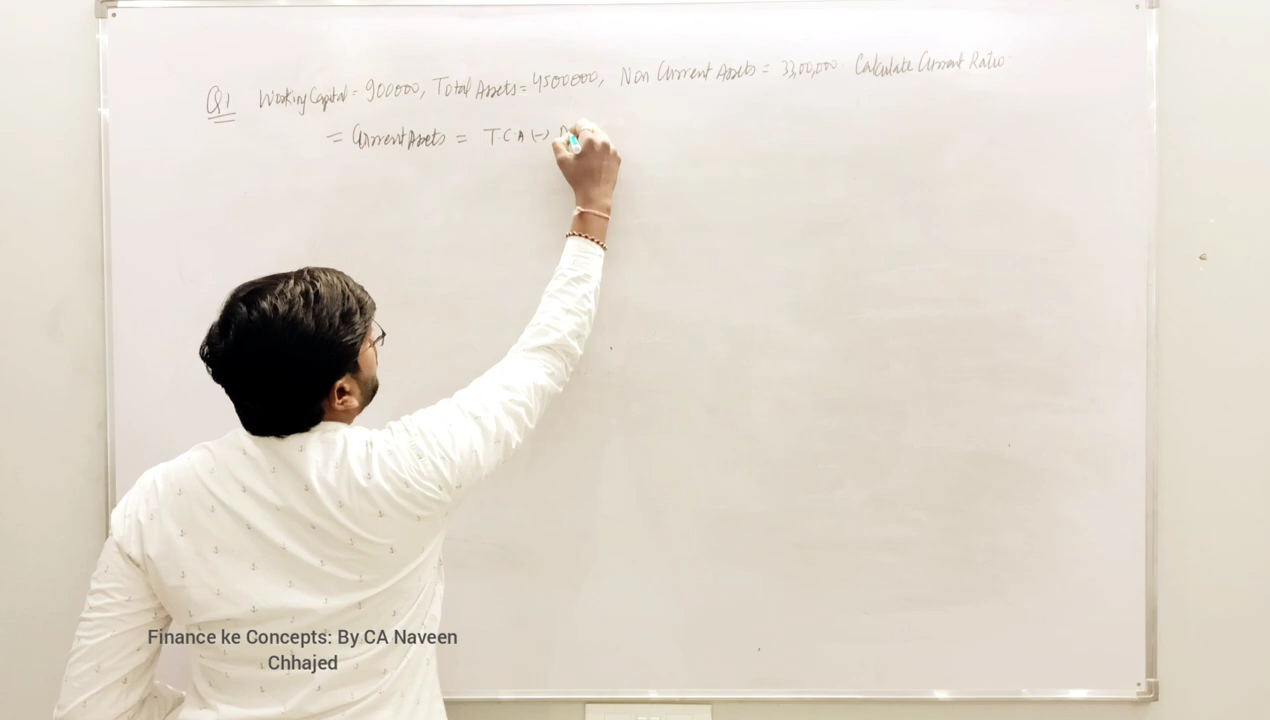 Q1 Working Capital = 900000, Total Assets = 4500000, Non Current Assets = 33,00,000. Calculate Current Ratio
= Current Assets = T.C.A (-)
Finance ke Concepts: By CA Naveen
Chhajed